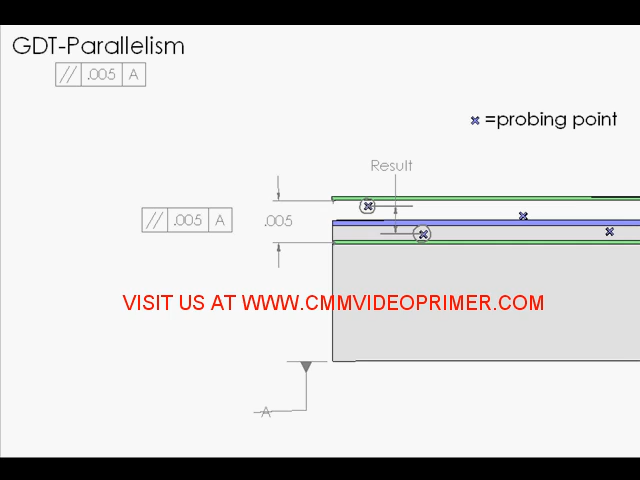 GDT-Parallelism
// .005 A
=probing point
Result
// .005 A
.005
VISIT US AT WWW.CMMVIDEOPRIMER.COM
A